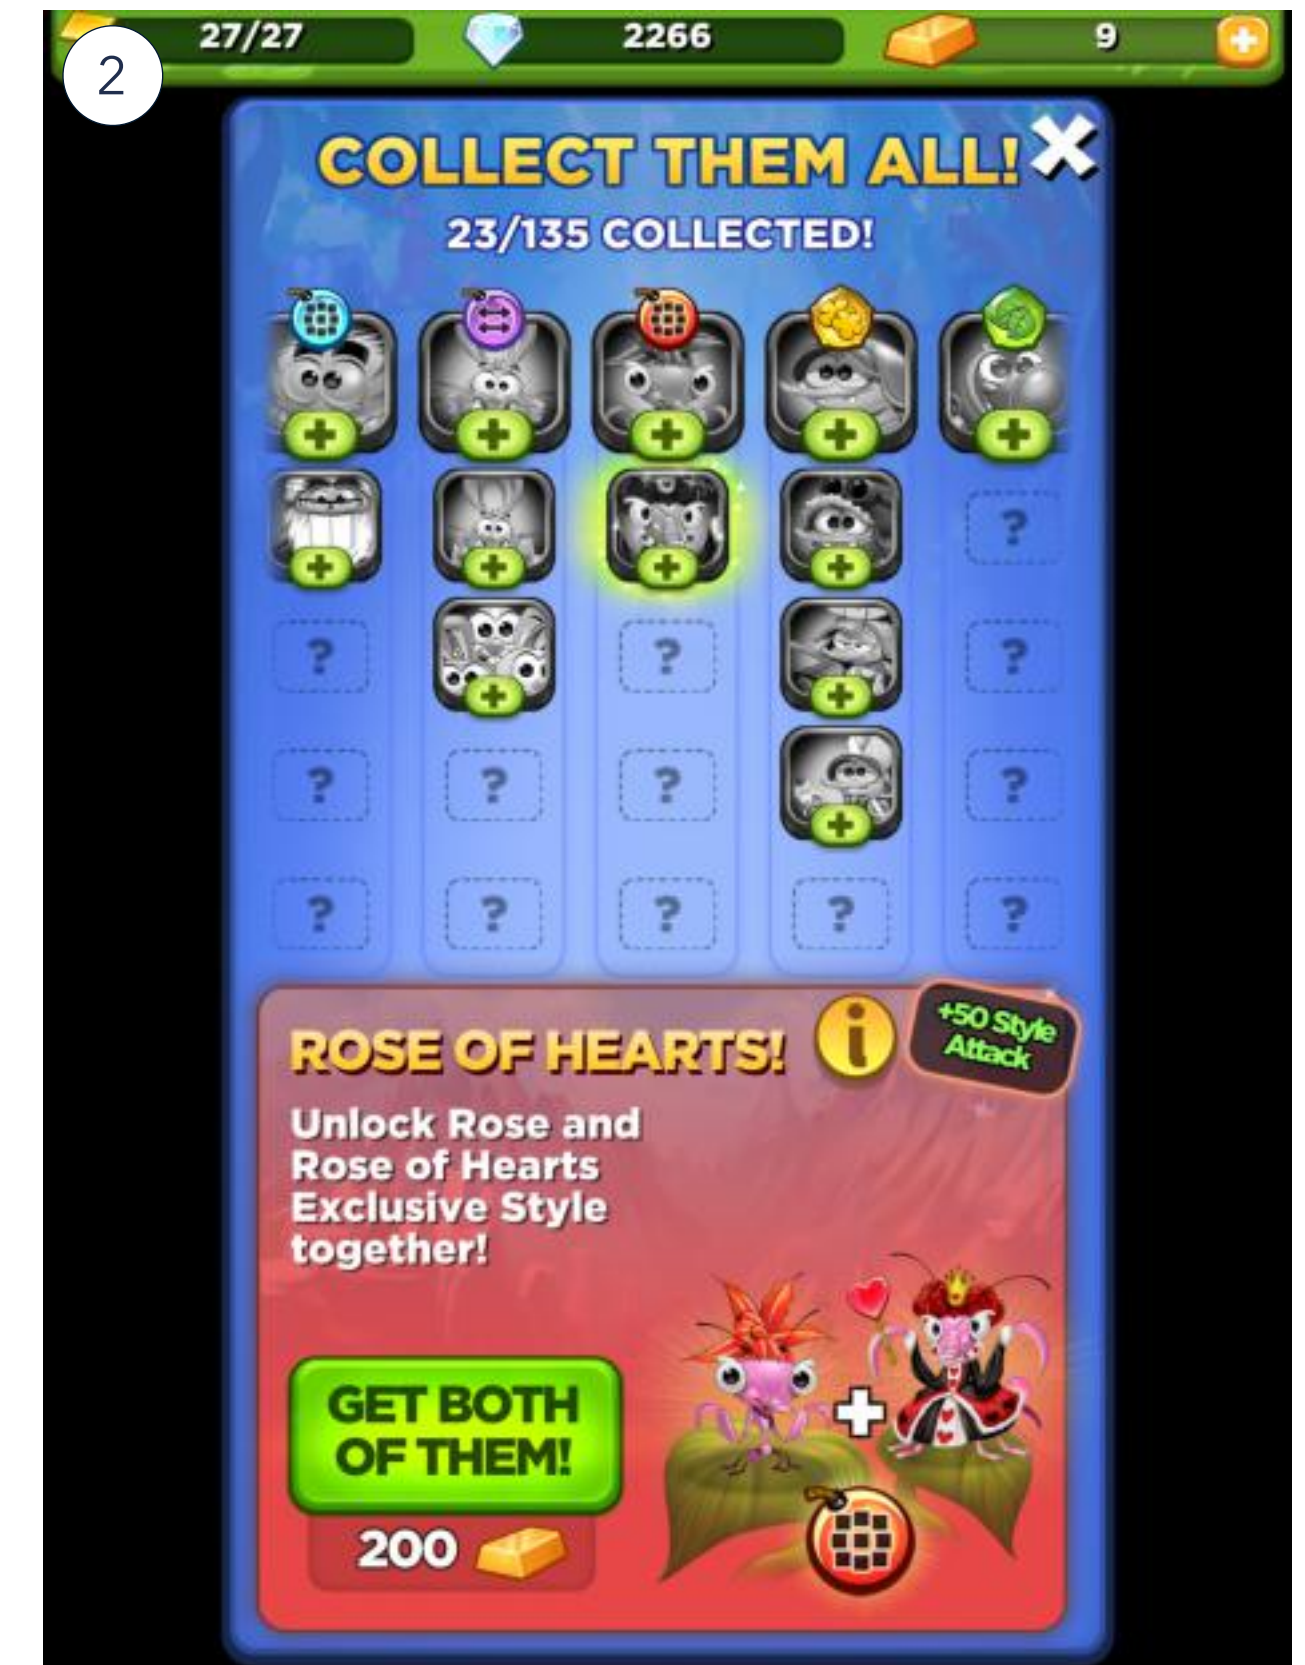 27/27
2266
9
2
COLLECT THEM ALL!
23/135 COLLECTED!
?
?
?
?
?
?
?
?
?
?
?
?
?
?
ROSE OF HEARTS!
i
+50 Style
Attack
Unlock Rose and
Rose of Hearts
Exclusive Style
together!
GET BOTH
OF THEM!
200